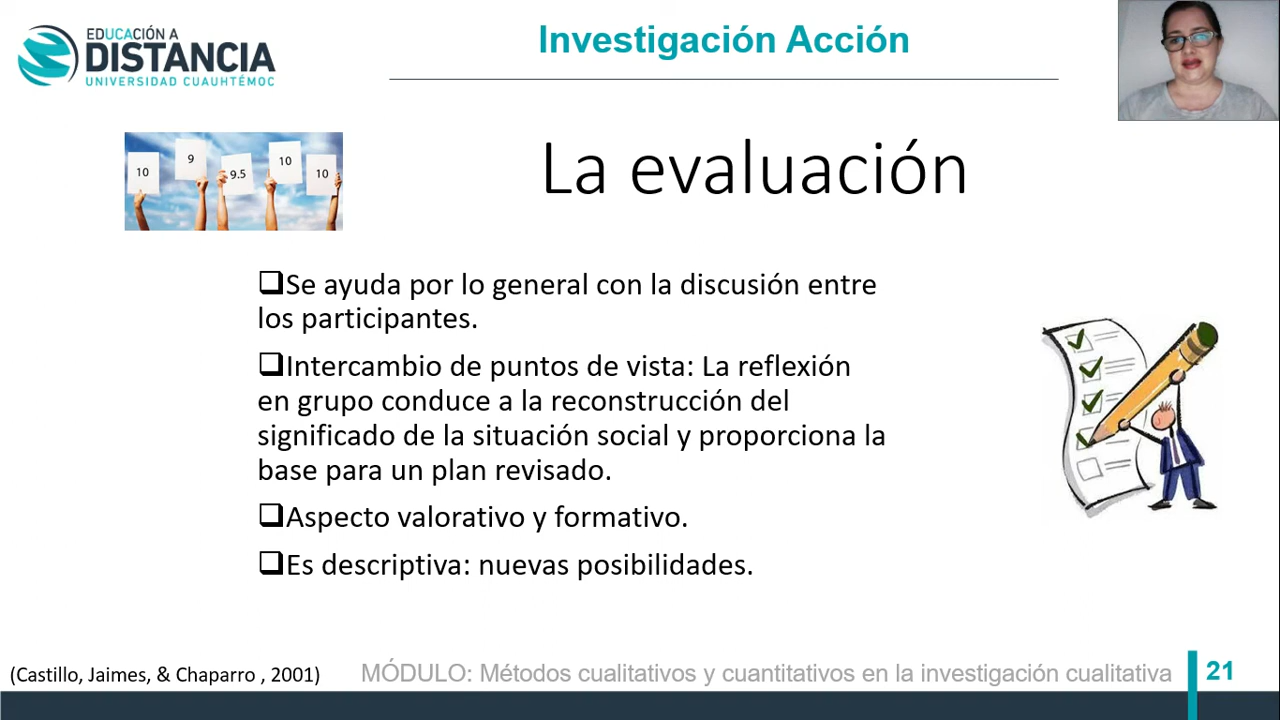 EDUCACIÓN A
DISTANCIA
UNIVERSIDAD CUAUHTÉMOC
Investigación Acción
10
9
9.5
10
10
La evaluación
❑Se ayuda por lo general con la discusión entre
los participantes.
❑Intercambio de puntos de vista: La reflexión
en grupo conduce a la reconstrucción del
significado de la situación social y proporciona la
base para un plan revisado.
❑Aspecto valorativo y formativo.
❑Es descriptiva: nuevas posibilidades.
(Castillo, Jaimes, & Chaparro , 2001)
MÓDULO: Métodos cualitativos y cuantitativos en la investigación cualitativa
21